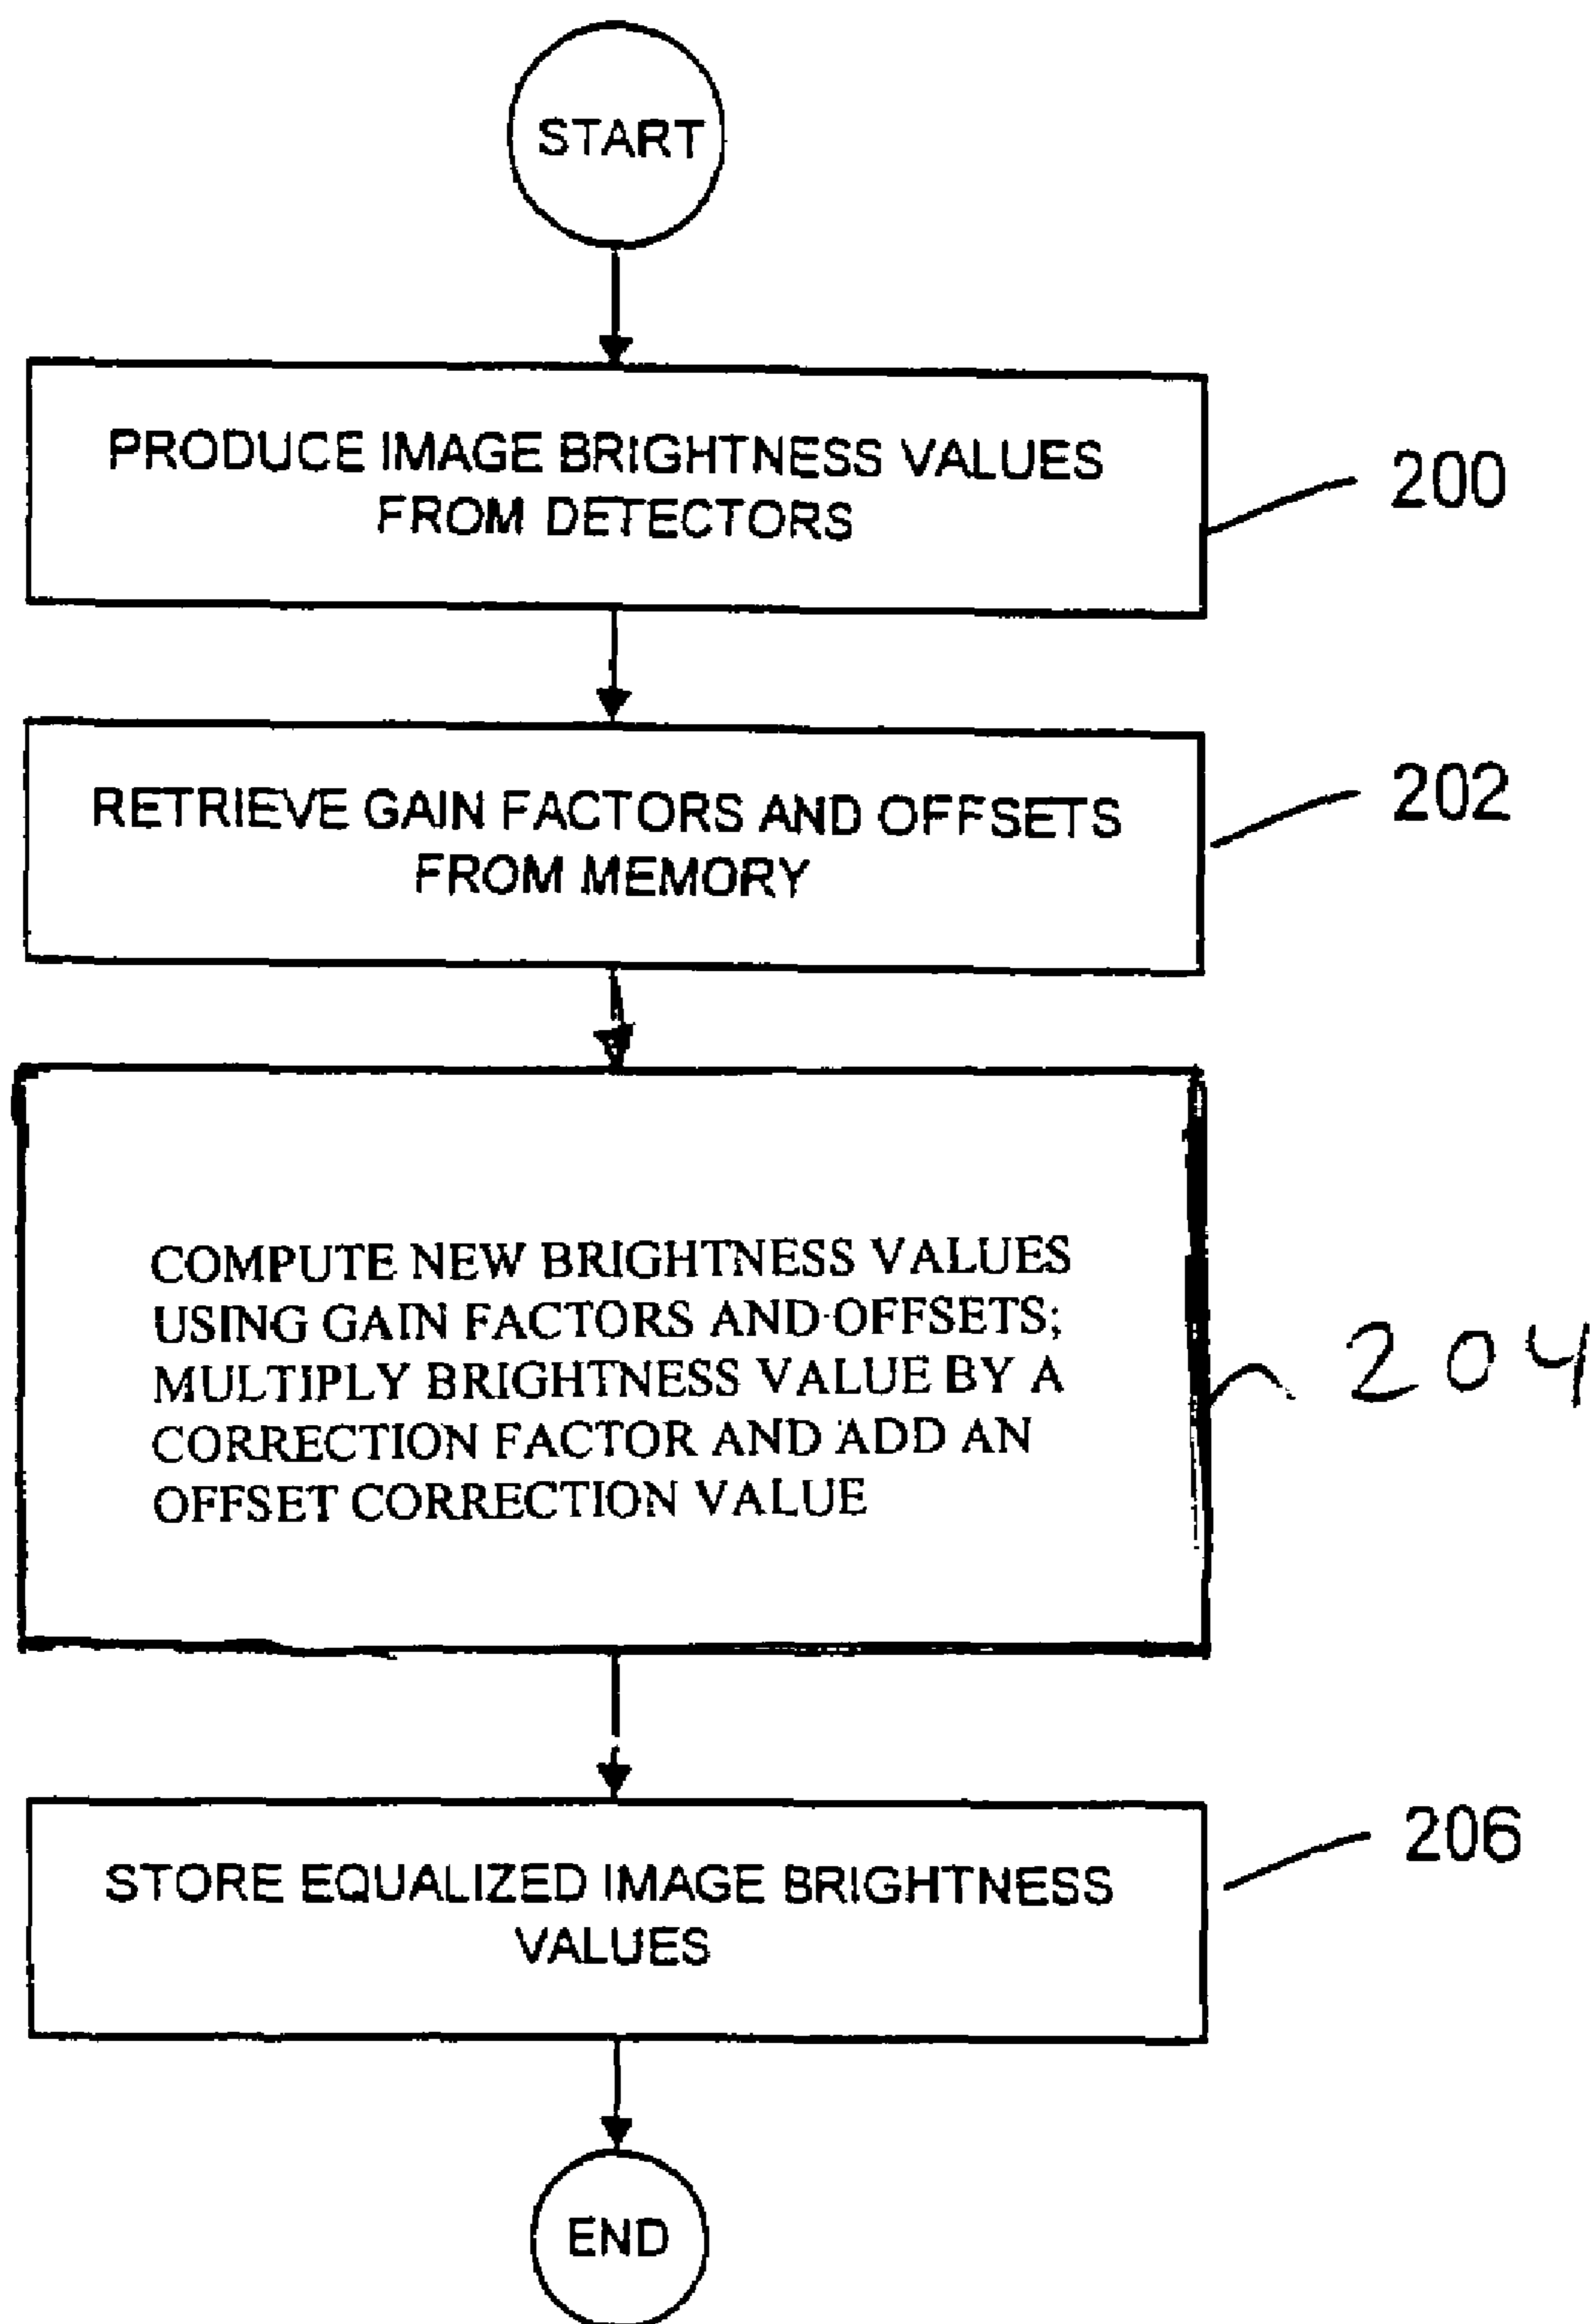 START
PRODUCE IMAGE BRIGHTNESS VALUES
FROM DETECTORS
200
RETRIEVE GAIN FACTORS AND OFFSETS
FROM MEMORY
202
COMPUTE NEW BRIGHTNESS VALUES
USING GAIN FACTORS AND OFFSETS;
MULTIPLY BRIGHTNESS VALUE BY A
CORRECTION FACTOR AND ADD AN
OFFSET CORRECTION VALUE
204
STORE EQUALIZED IMAGE BRIGHTNESS
VALUES
206
END